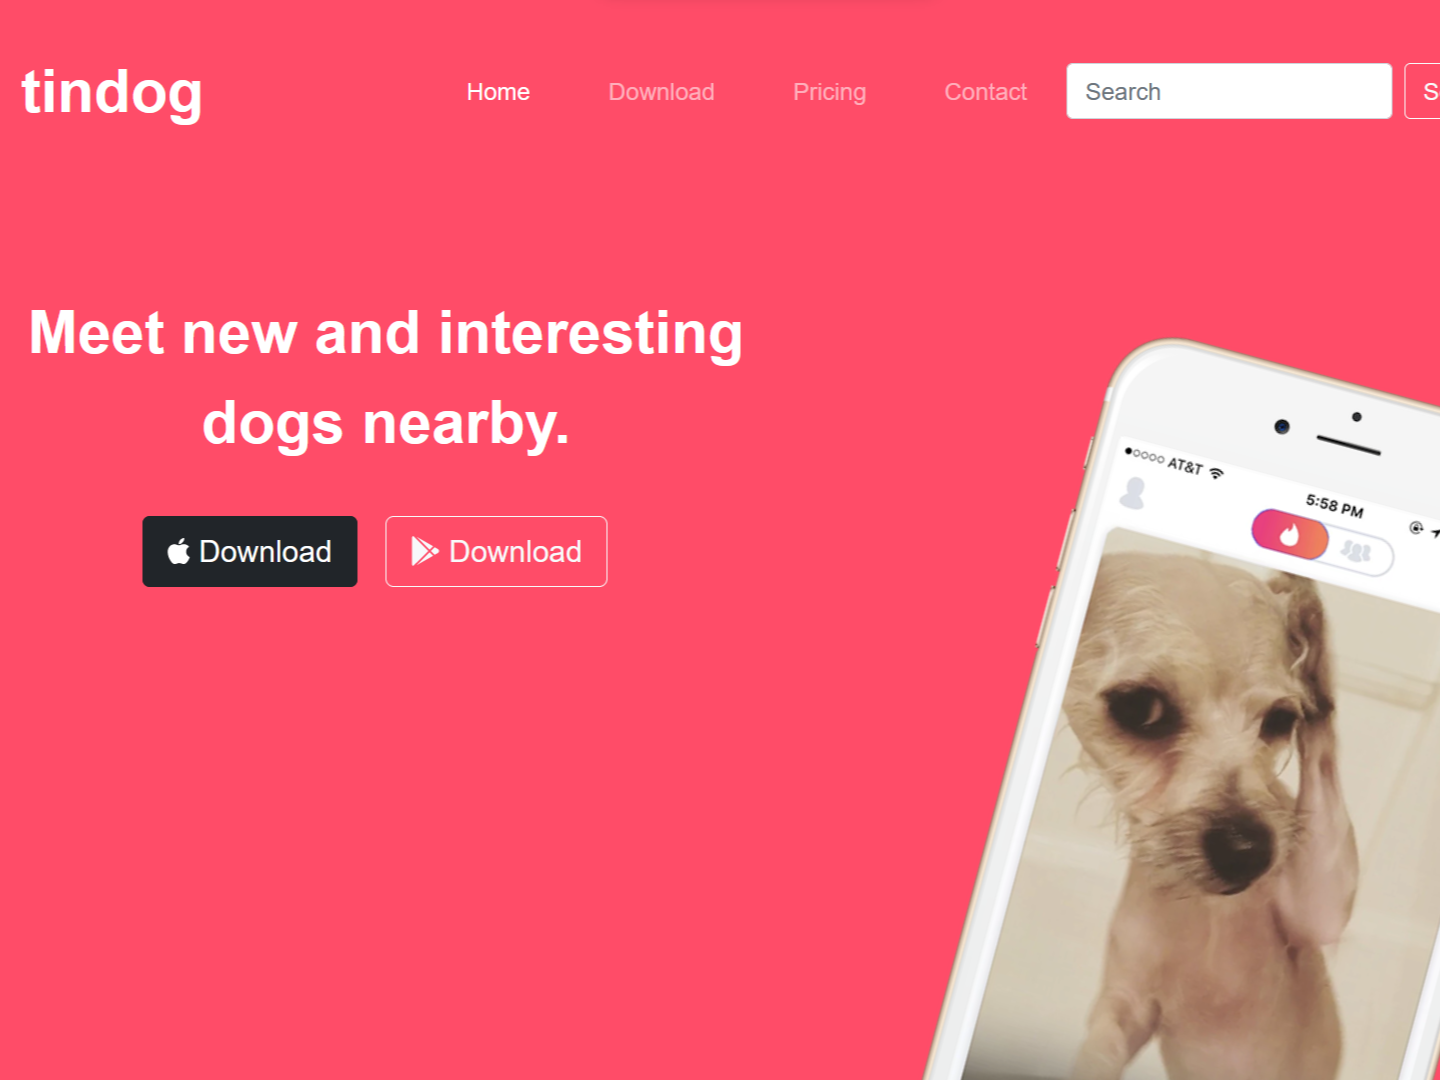 tindog
Home Download Pricing Contact Search S
Meet new and interesting
dogs nearby.
Download Download
AT&T 5:58 PM